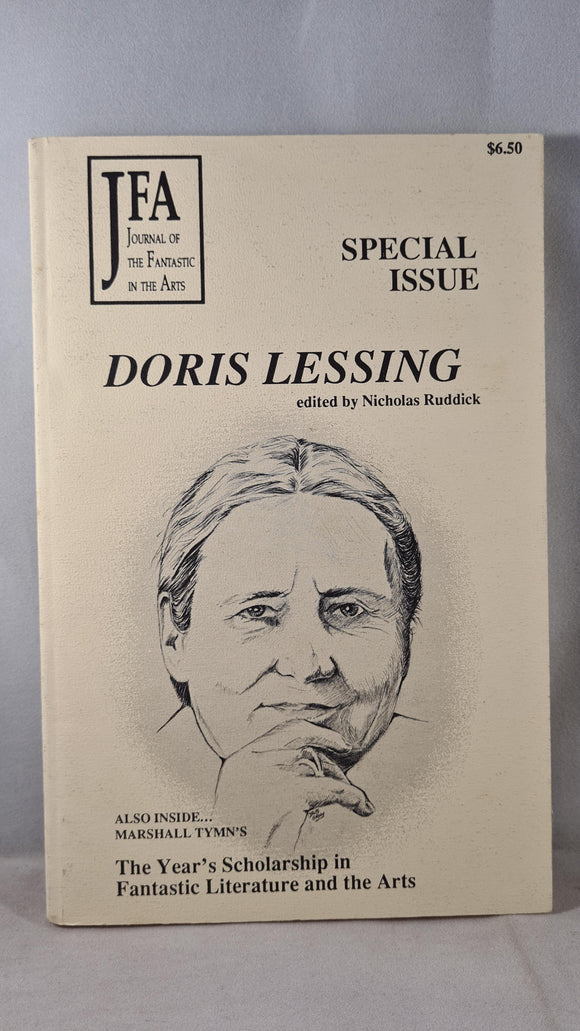 $6.50
JFA
JOURNAL OF
THE FANTASTIC
IN THE ARTS
SPECIAL
ISSUE
DORIS LESSING
edited by Nicholas Ruddick
ALSO INSIDE...
MARSHALL TYMN'S
The Year's Scholarship in
Fantastic Literature and the Arts